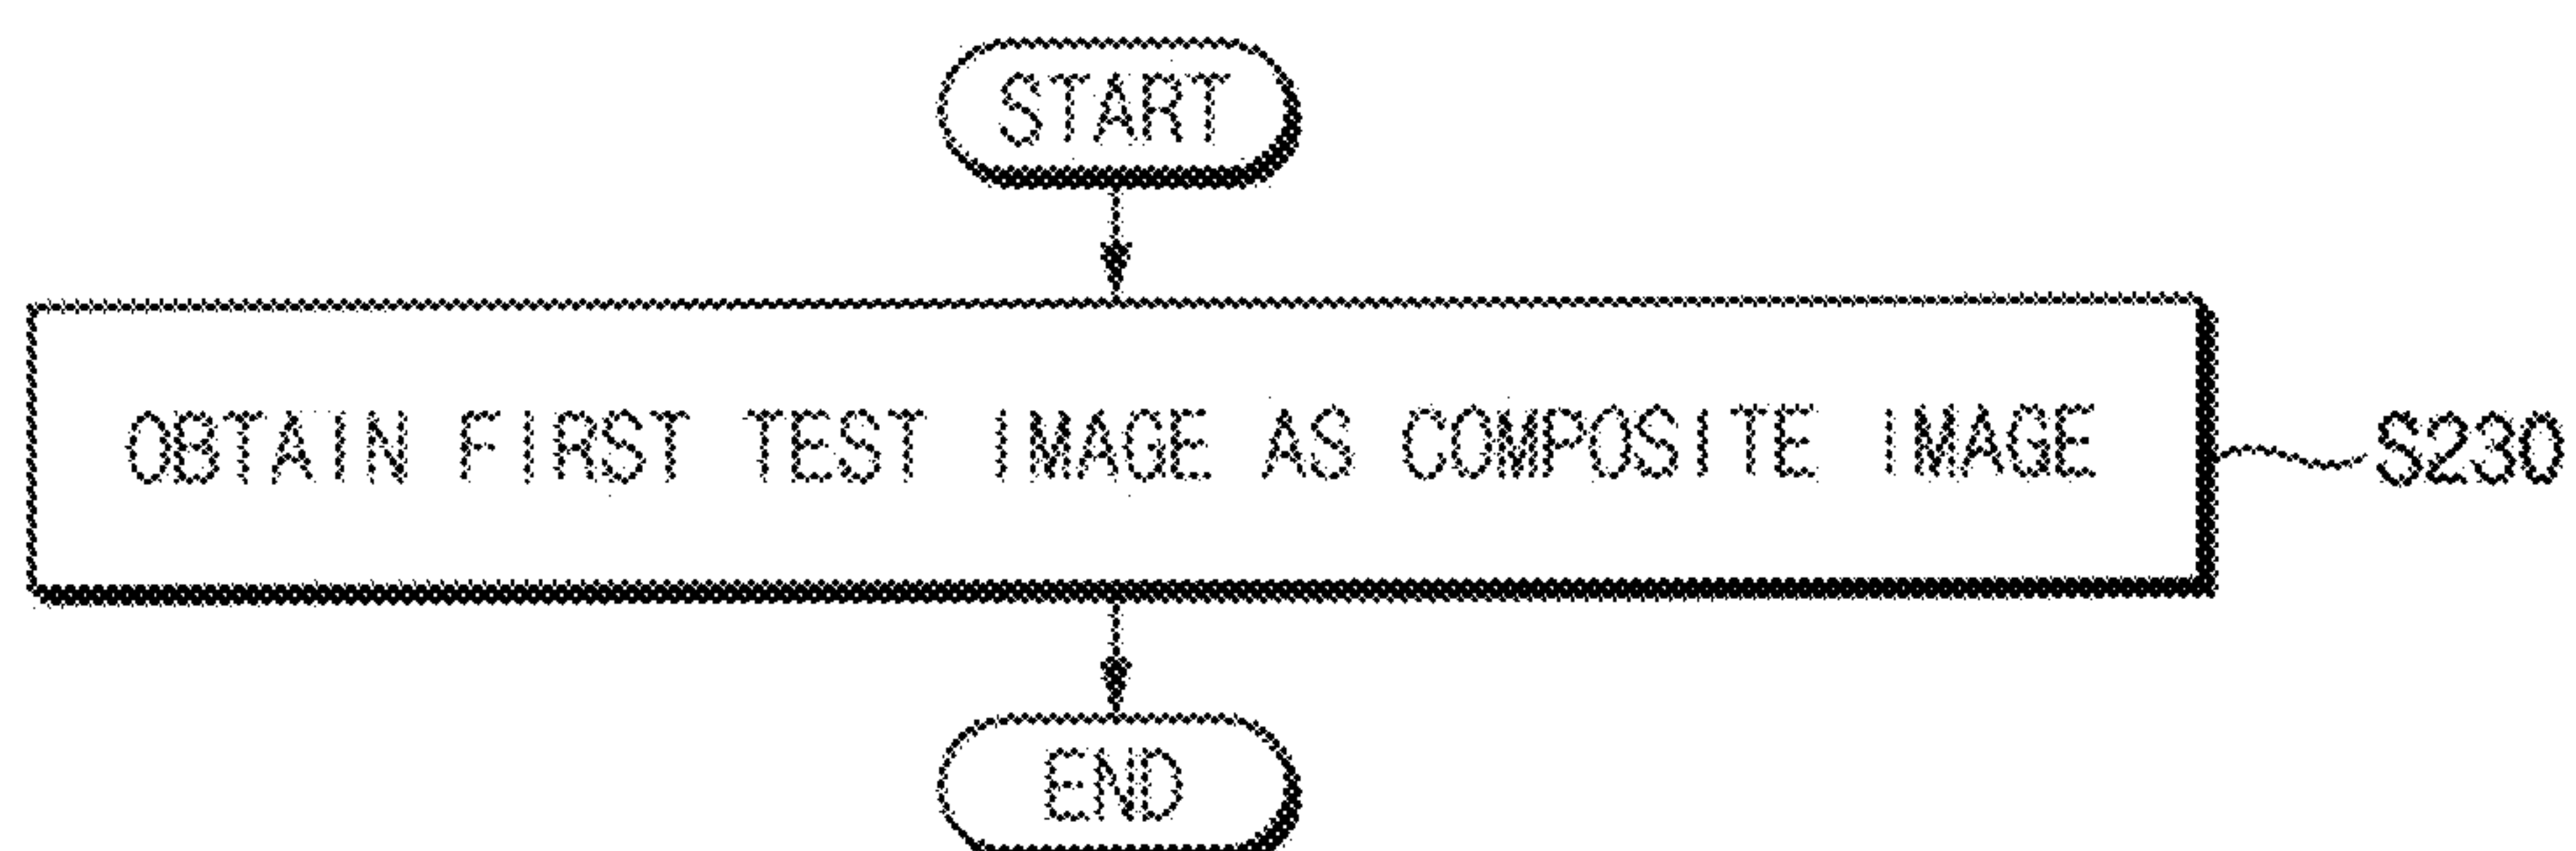 START
OBTAIN FIRST TEST IMAGE AS COMPOSITE IMAGE
S230
END